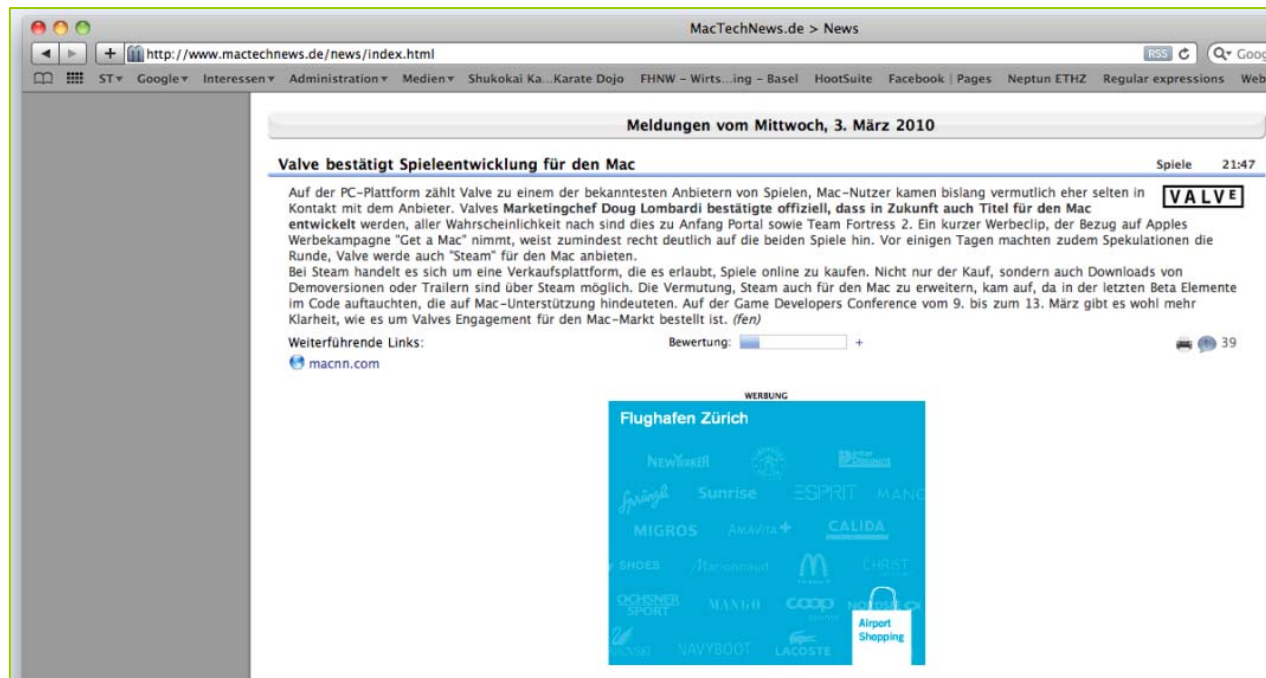 MacTechNews.de > News
http://www.mactechnews.de/news/index.html
RSS
Goog
ST Google Interessen Administration Medien Shukokai Ka...Karate Dojo FHNW – Wirts...ing – Basel HootSuite Facebook | Pages Neptun ETHZ Regular expressions Web
Meldungen vom Mittwoch, 3. März 2010
Valve bestätigt Spieleentwicklung für den Mac Spiele 21:47
Auf der PC-Plattform zählt Valve zu einem der bekanntesten Anbietern von Spielen, Mac-Nutzer kamen bislang vermutlich eher selten in
VALVE
Kontakt mit dem Anbieter. Valves Marketingchef Doug Lombardi bestätigte offiziell, dass in Zukunft auch Titel für den Mac
entwickelt werden, aller Wahrscheinlichkeit nach sind dies zu Anfang Portal sowie Team Fortress 2. Ein kurzer Werbeclip, der Bezug auf Apples
Werbekampagne "Get a Mac" nimmt, weist zumindest recht deutlich auf die beiden Spiele hin. Vor einigen Tagen machten zudem Spekulationen die
Runde, Valve werde auch "Steam" für den Mac anbieten.
Bei Steam handelt es sich um eine Verkaufsplattform, die es erlaubt, Spiele online zu kaufen. Nicht nur der Kauf, sondern auch Downloads von
Demoversionen oder Trailern sind über Steam möglich. Die Vermutung, Steam auch für den Mac zu erweitern, kam auf, da in der letzten Beta Elemente
im Code auftauchten, die auf Mac-Unterstützung hindeuteten. Auf der Game Developers Conference vom 9. bis zum 13. März gibt es wohl mehr
Klarheit, wie es um Valves Engagement für den Mac-Markt bestellt ist. (fen)
Weiterführende Links: Bewertung: + 39
macnn.com
WERBUNG
Flughafen Zürich
NEWYORKER
Sprüngli Sunrise ESPRIT MANG
MIGROS AMAVITA CALIDA
SHOES Marionnaud CHRIST
OCHSNER
SPORT
MANGO coop
NAVYBOOT LACOSTE
Airport
Shopping